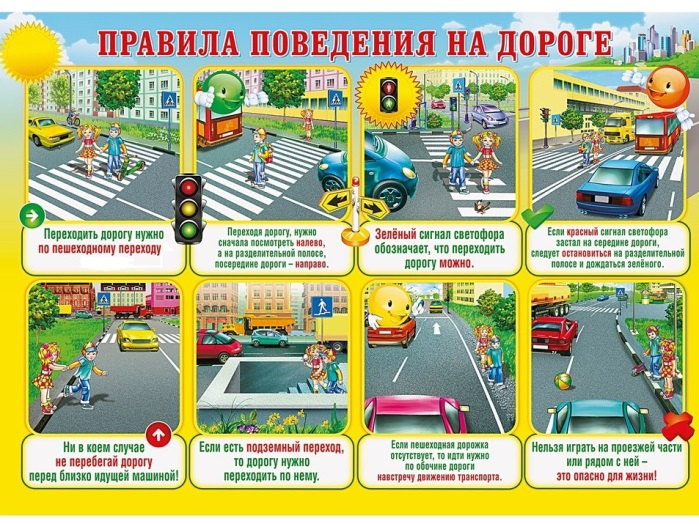 ПРАВИЛА ПОВЕДЕНИЯ НА ДОРОГЕ
Переходить дорогу нужно
по пешеходному переходу
Переходя дорогу, нужно
сначала посмотреть налево,
а на разделительной полосе,
посередине дороги – направо.
Зелёный сигнал светофора
обозначает, что переходить
дорогу можно.
Если красный сигнал светофора
застал на середине дороги,
следует остановиться на разделительной
полосе и дождаться зелёного.
Ни в коем случае
не перебегай дорогу
перед близко идущей машиной!
Если есть подземный переход,
то дорогу нужно
переходить по нему.
Если пешеходная дорожка
отсутствует, то идти нужно
по обочине дороги
навстречу движению транспорта.
Нельзя играть на проезжей части
или рядом с ней –
это опасно для жизни!